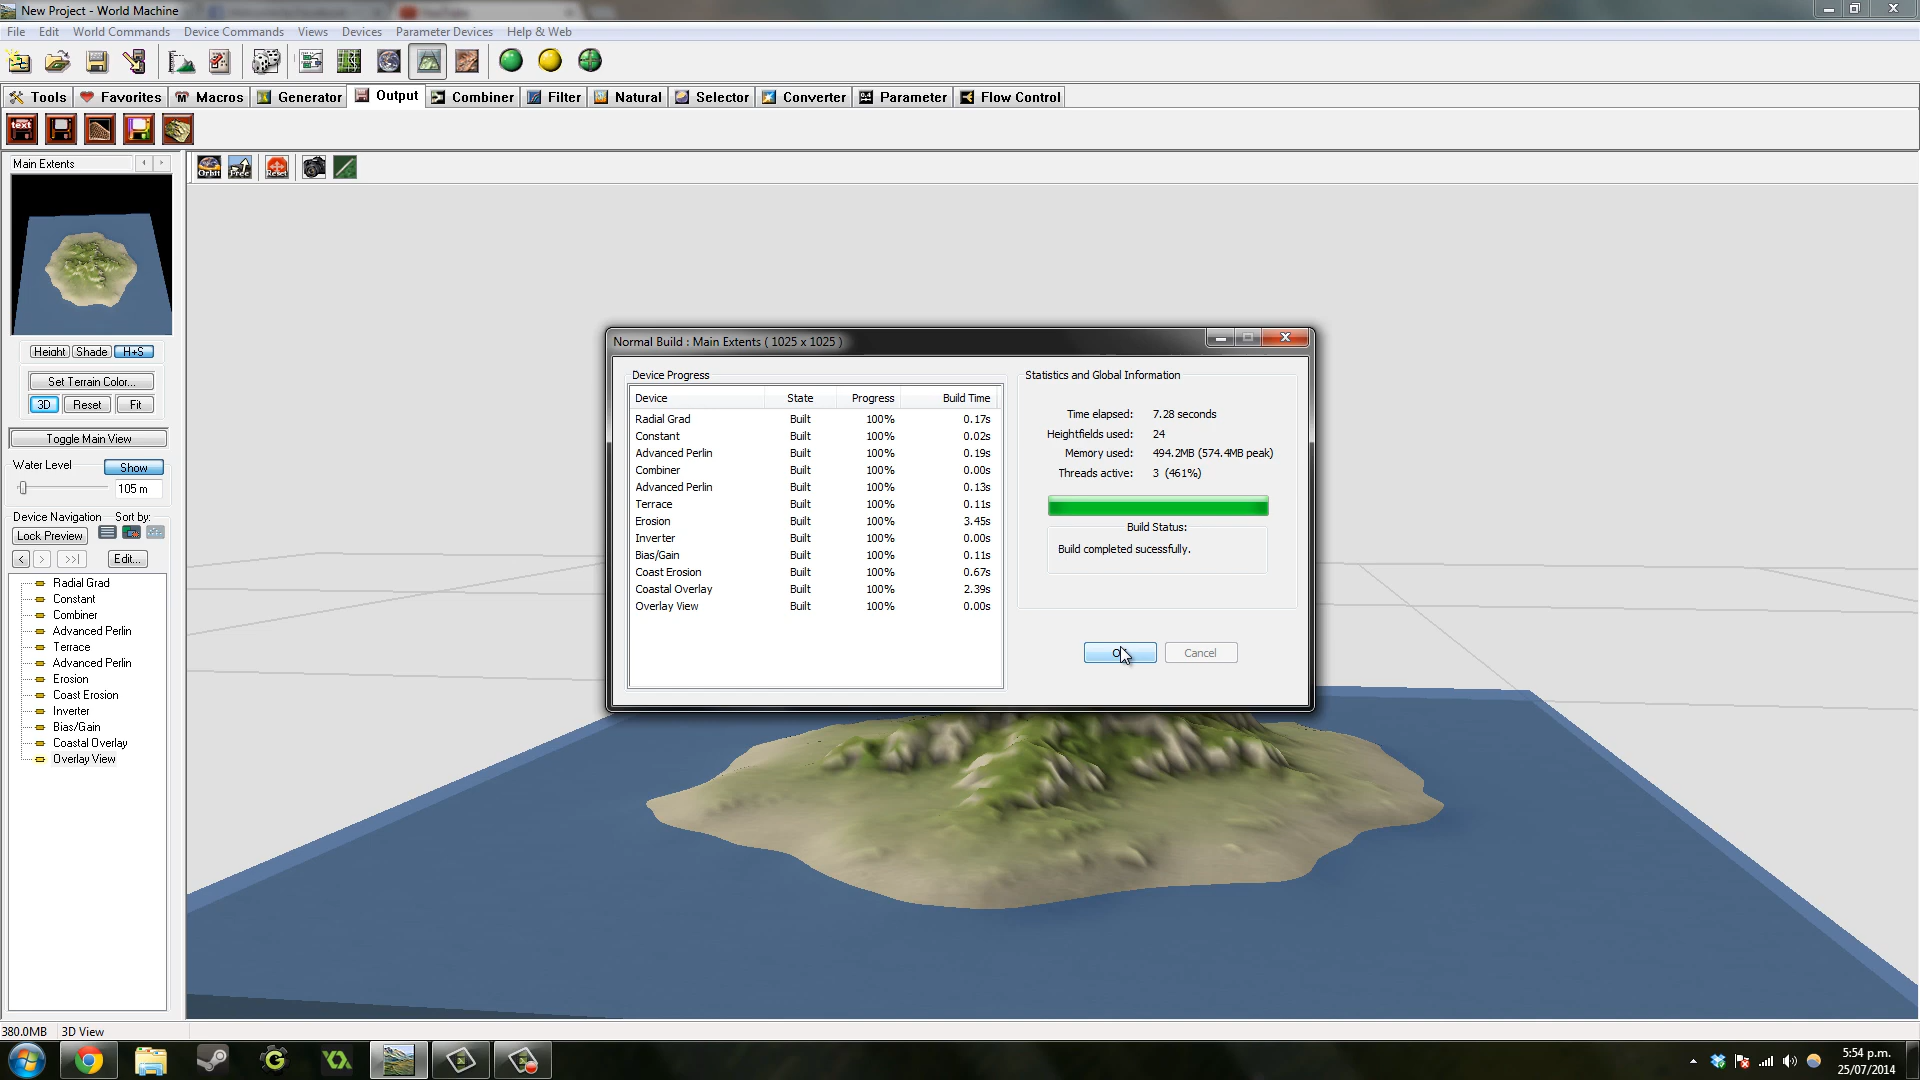 New Project - World Machine
File Edit World Commands Device Commands Views Devices Parameter Devices Help & Web
Tools Favorites Macros Generator Output Combiner Filter Natural Selector Converter Parameter Flow Control
text
Main Extents
Orbit Free Reset
Height Shade H+S
Set Terrain Color...
3D Reset Fit
Toggle Main View
Water Level Show
105 m
Device Navigation Sort by:
Lock Preview
< > >>| Edit...
Radial Grad
Constant
Combiner
Advanced Perlin
Terrace
Advanced Perlin
Erosion
Coast Erosion
Inverter
Bias/Gain
Coastal Overlay
Overlay View
Normal Build : Main Extents ( 1025 x 1025 )
Device Progress
Device State Progress Build Time
Radial Grad Built 100% 0.17s
Constant Built 100% 0.02s
Advanced Perlin Built 100% 0.19s
Combiner Built 100% 0.00s
Advanced Perlin Built 100% 0.13s
Terrace Built 100% 0.11s
Erosion Built 100% 3.45s
Inverter Built 100% 0.00s
Bias/Gain Built 100% 0.11s
Coast Erosion Built 100% 0.67s
Coastal Overlay Built 100% 2.39s
Overlay View Built 100% 0.00s
Statistics and Global Information
Time elapsed: 7.28 seconds
Heightfields used: 24
Memory used: 494.2MB (574.4MB peak)
Threads active: 3 (461%)
Build Status:
Build completed sucessfully.
Cancel
380.0MB 3D View
5:54 p.m.
25/07/2014